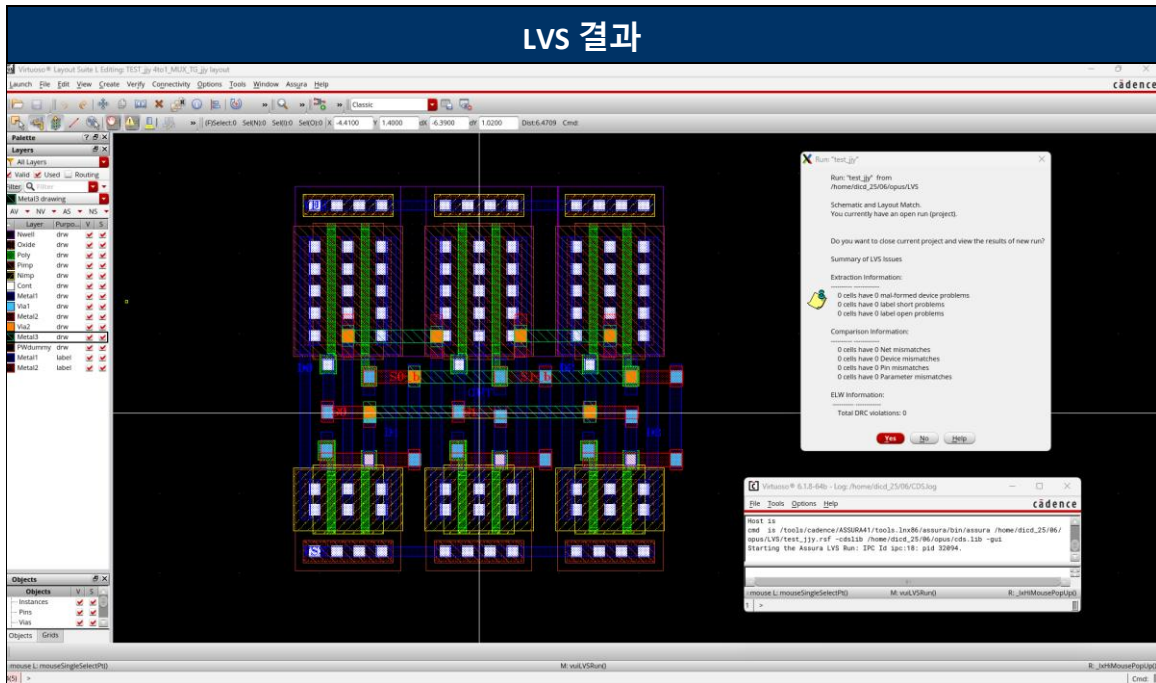 LVS 결과
Virtuoso® Layout Suite L Editing: TEST_jjy 4to1_MUX_TG_jjy layout
Launch File Edit View Create Verify Connectivity Options Tools Window Assura Help
cādence
Classic
(F)Select:0 Sel(N):0 Sel(I):0 Sel(O):0 X -4.4100 Y 1.4000 dX -6.3900 dY 1.0200 Dist:6.4709 Cmd:
Palette
Layers
All Layers
Valid Used Routing
Filter
Metal3 drawing
AV NV AS NS
Layer Purpo... V S
Nwell drw
Oxide drw
Poly drw
Pimp drw
Nimp drw
Cont drw
Metal1 drw
Via1 drw
Metal2 drw
Via2 drw
Metal3 drw
PWdummy drw
Metal1 label
Metal2 label
Objects
Objects V S
Instances
Pins
Vias
Objects Grids
S0_b
Run: "test_jjy"
Run: "test_jjy" from
/home/dicd_25/06/opus/LVS
Schematic and Layout Match.
You currently have an open run (project).
Do you want to close current project and view the results of new run?
Summary of LVS Issues
Extraction Information:
0 cells have 0 mal-formed device problems
0 cells have 0 label short problems
0 cells have 0 label open problems
Comparison Information:
0 cells have 0 Net mismatches
0 cells have 0 Device mismatches
0 cells have 0 Pin mismatches
0 cells have 0 Parameter mismatches
ELW Information:
Total DRC violations: 0
Yes No Help
Virtuoso® 6.1.8-64b - Log: /home/dicd_25/06/CDS.log
File Tools Options Help
cādence
Host is
cmd is /tools/cadence/ASSURA41/tools.lnx86/assura/bin/assura /home/dicd_25/06/
opus/LVS/test_jjy.rsf -cdslib /home/dicd_25/06/opus/cds.lib -gui
Starting the Assura LVS Run: IPC Id ipc:18: pid 32094.
mouse L: mouseSingleSelectPt() M: vuiLVSRun() R: _lxHiMousePopUp()
1 >
mouse L: mouseSingleSelectPt() M: vuiLVSRun() R: _lxHiMousePopUp()
>
Cmd: